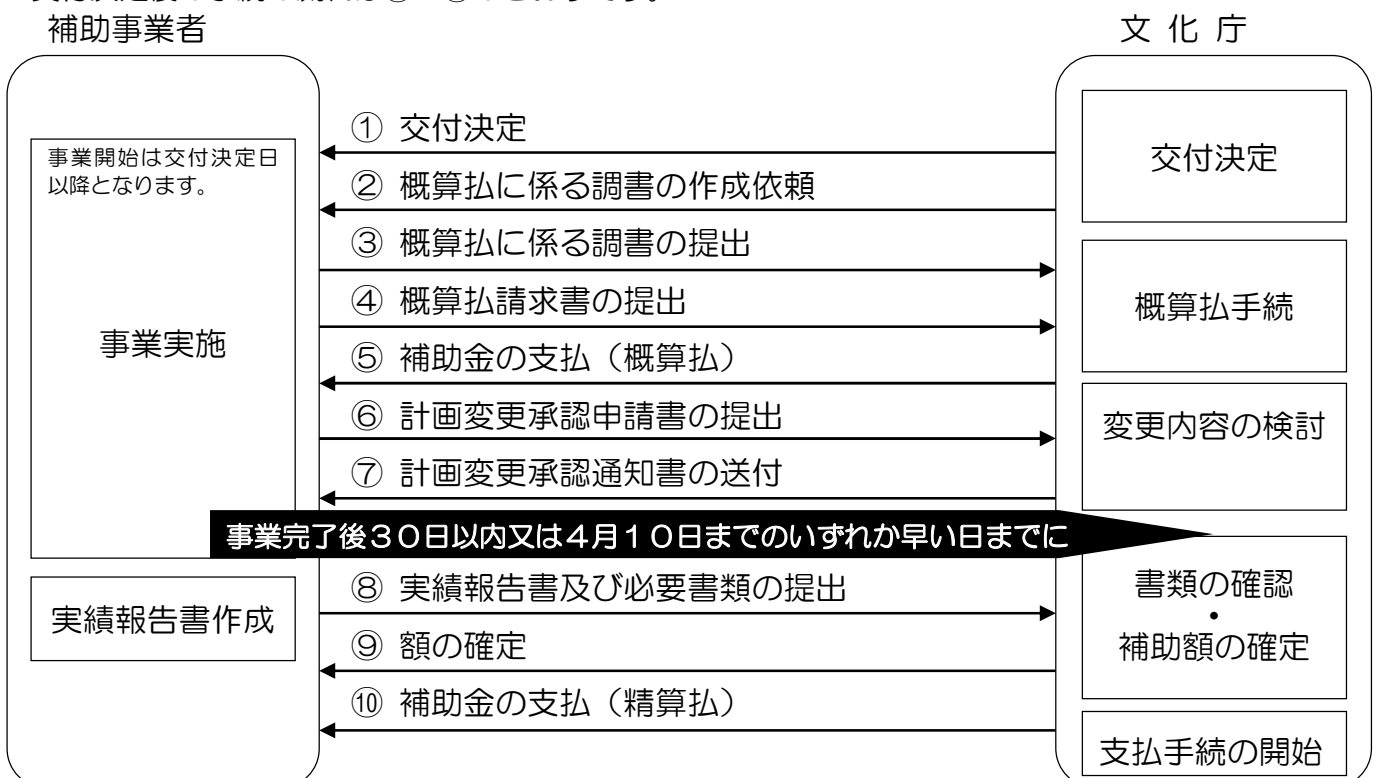 補助事業者
文 化 庁
① 交付決定
交付決定
事業開始は交付決定日
以降となります。
② 概算払に係る調書の作成依頼
③ 概算払に係る調書の提出
④ 概算払請求書の提出
概算払手続
事業実施
⑤ 補助金の支払（概算払）
⑥ 計画変更承認申請書の提出
変更内容の検討
⑦ 計画変更承認通知書の送付
事業完了後３０日以内又は４月１０日までのいずれか早い日までに
⑧ 実績報告書及び必要書類の提出
書類の確認
・
補助額の確定
実績報告書作成
⑨ 額の確定
⑩ 補助金の支払（精算払）
支払手続の開始